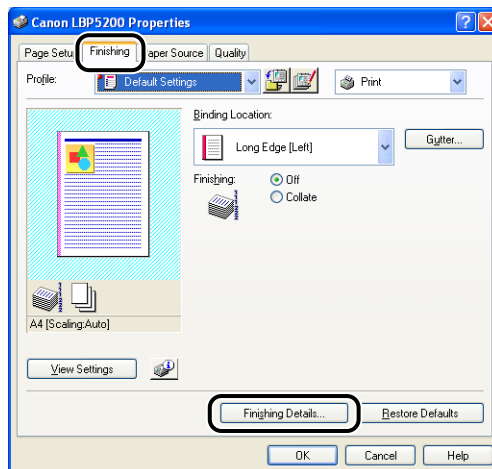 Canon LBP5200 Properties
Page Setu Finishing aper Source Quality
Profile: Default Settings Print
Binding Location:
Long Edge [Left] Gutter...
Finishing: Off
Collate
A4 [Scaling:Auto]
View Settings
Finishing Details... Restore Defaults
OK Cancel Help